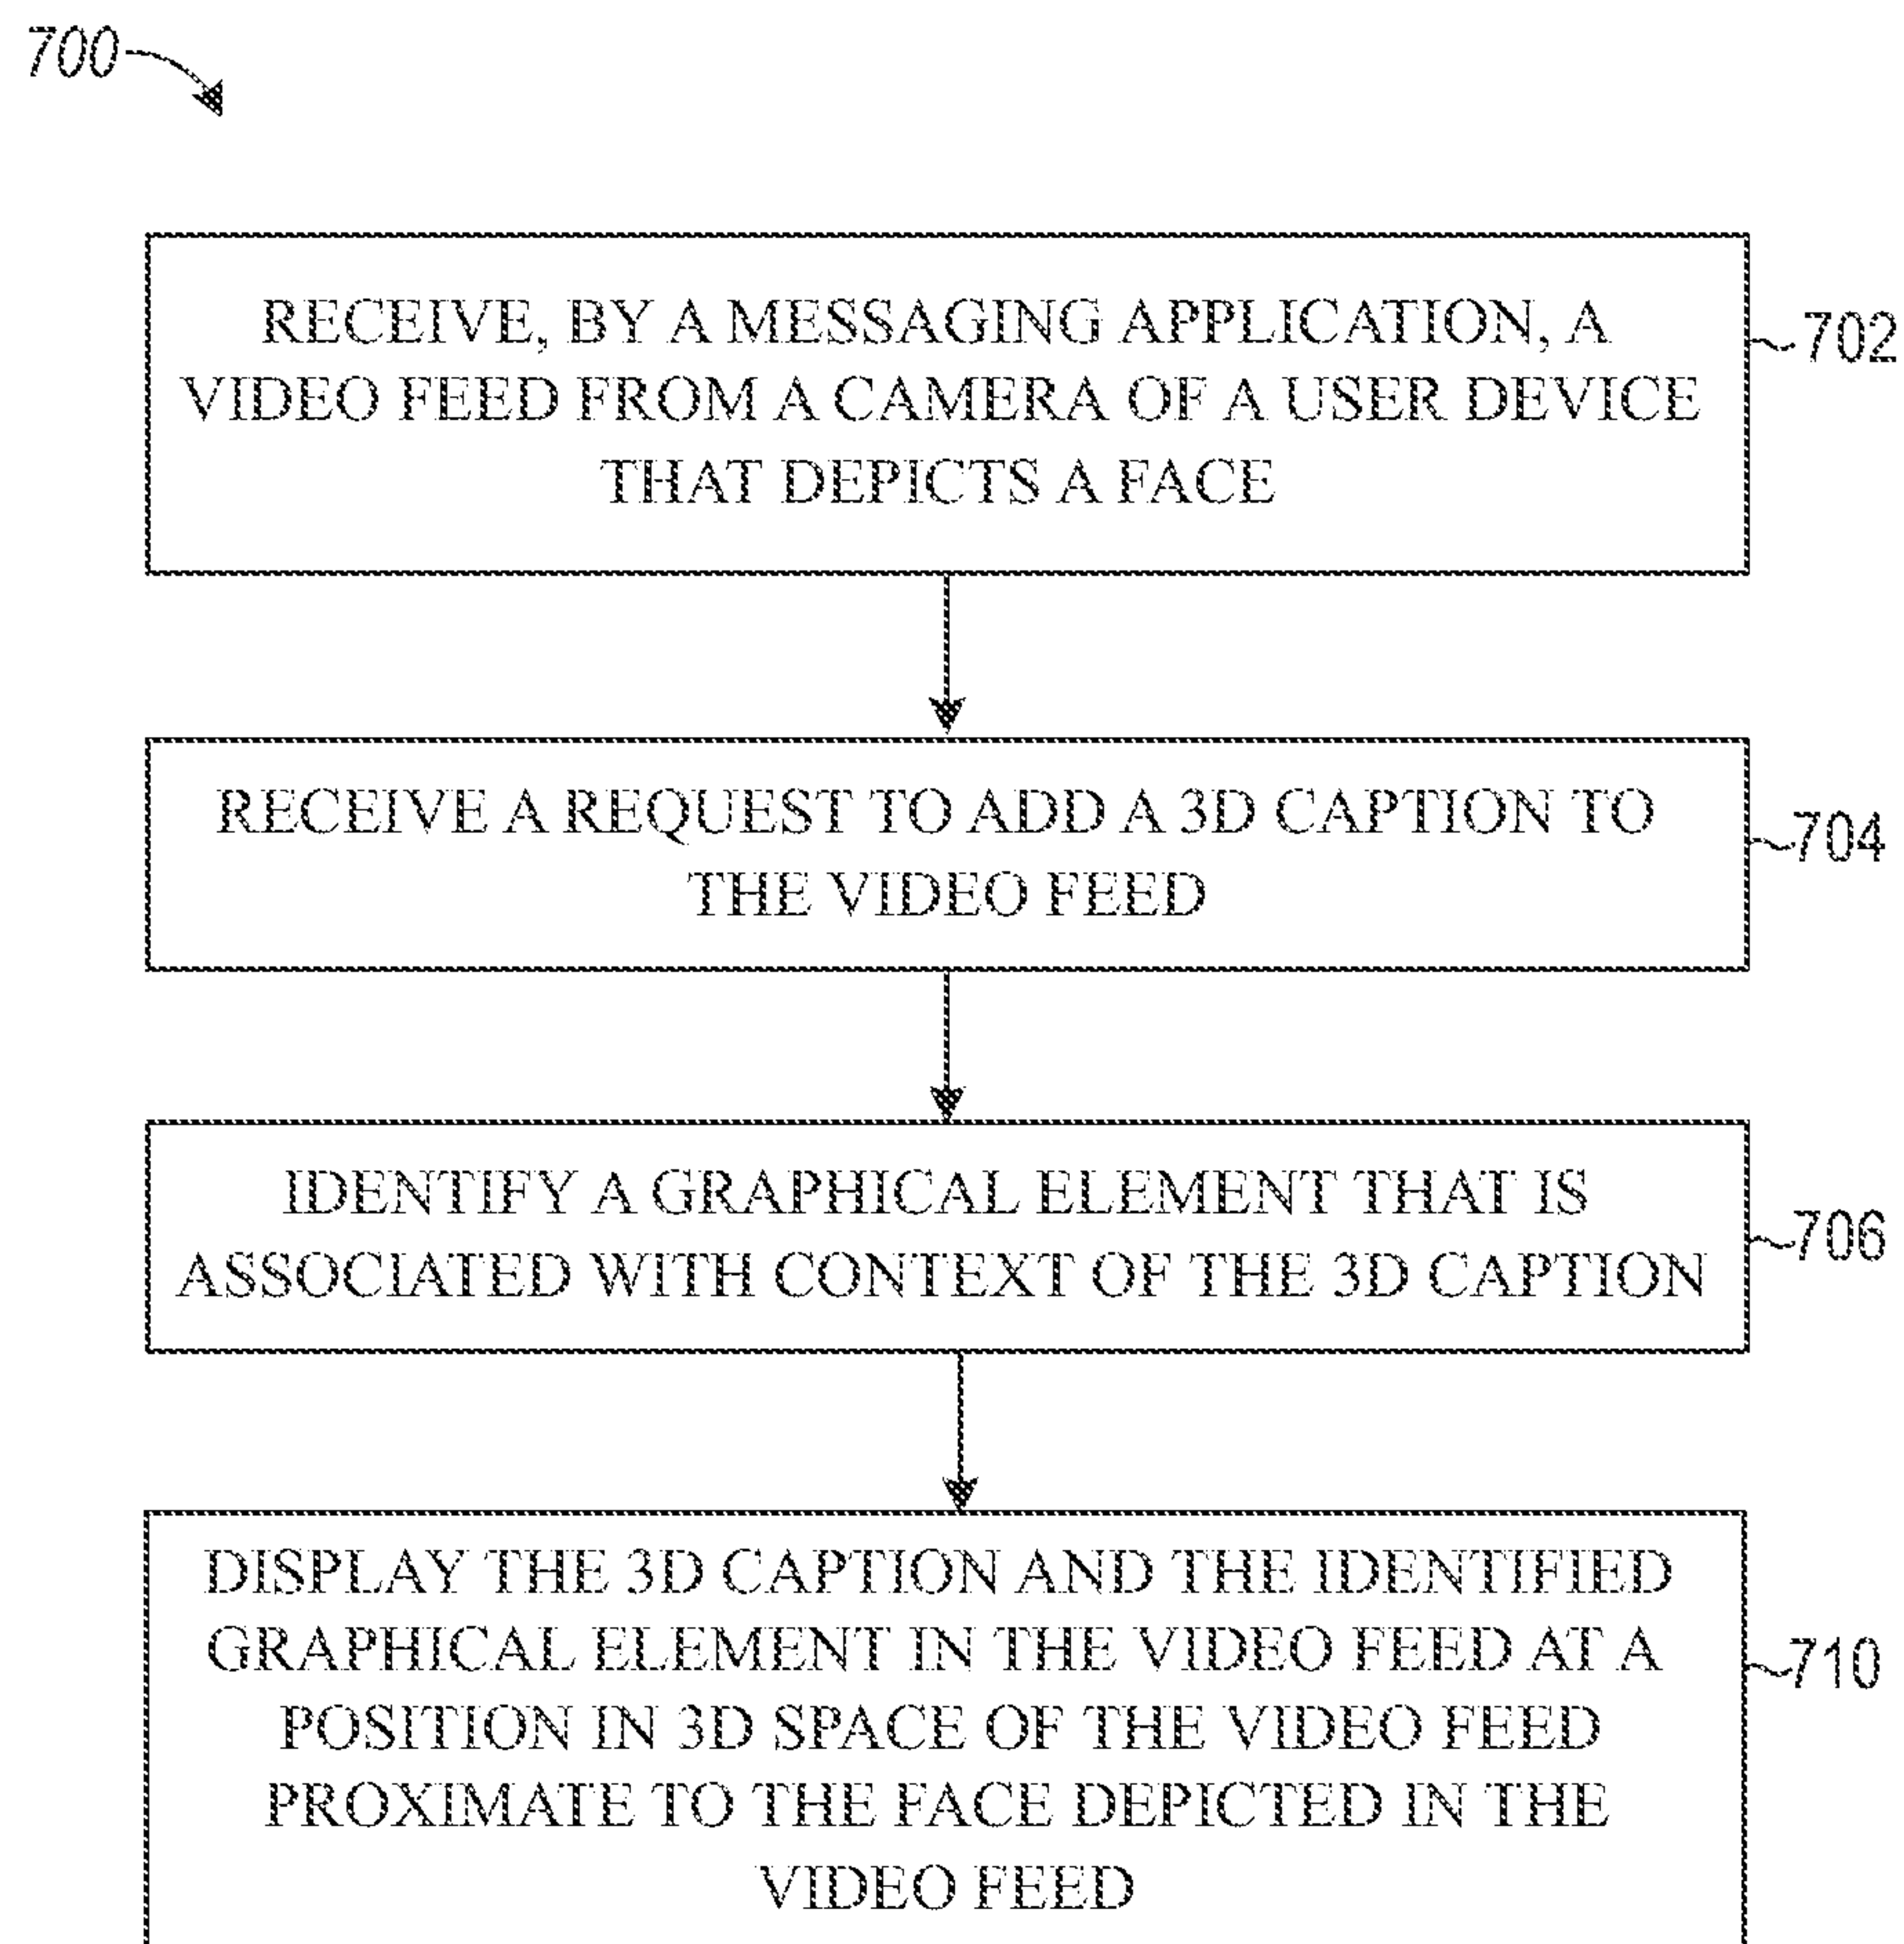 700
RECEIVE, BY A MESSAGING APPLICATION, A
VIDEO FEED FROM A CAMERA OF A USER DEVICE
THAT DEPICTS A FACE
702
RECEIVE A REQUEST TO ADD A 3D CAPTION TO
THE VIDEO FEED
704
IDENTIFY A GRAPHICAL ELEMENT THAT IS
ASSOCIATED WITH CONTEXT OF THE 3D CAPTION
706
DISPLAY THE 3D CAPTION AND THE IDENTIFIED
GRAPHICAL ELEMENT IN THE VIDEO FEED AT A
POSITION IN 3D SPACE OF THE VIDEO FEED
PROXIMATE TO THE FACE DEPICTED IN THE
VIDEO FEED
710